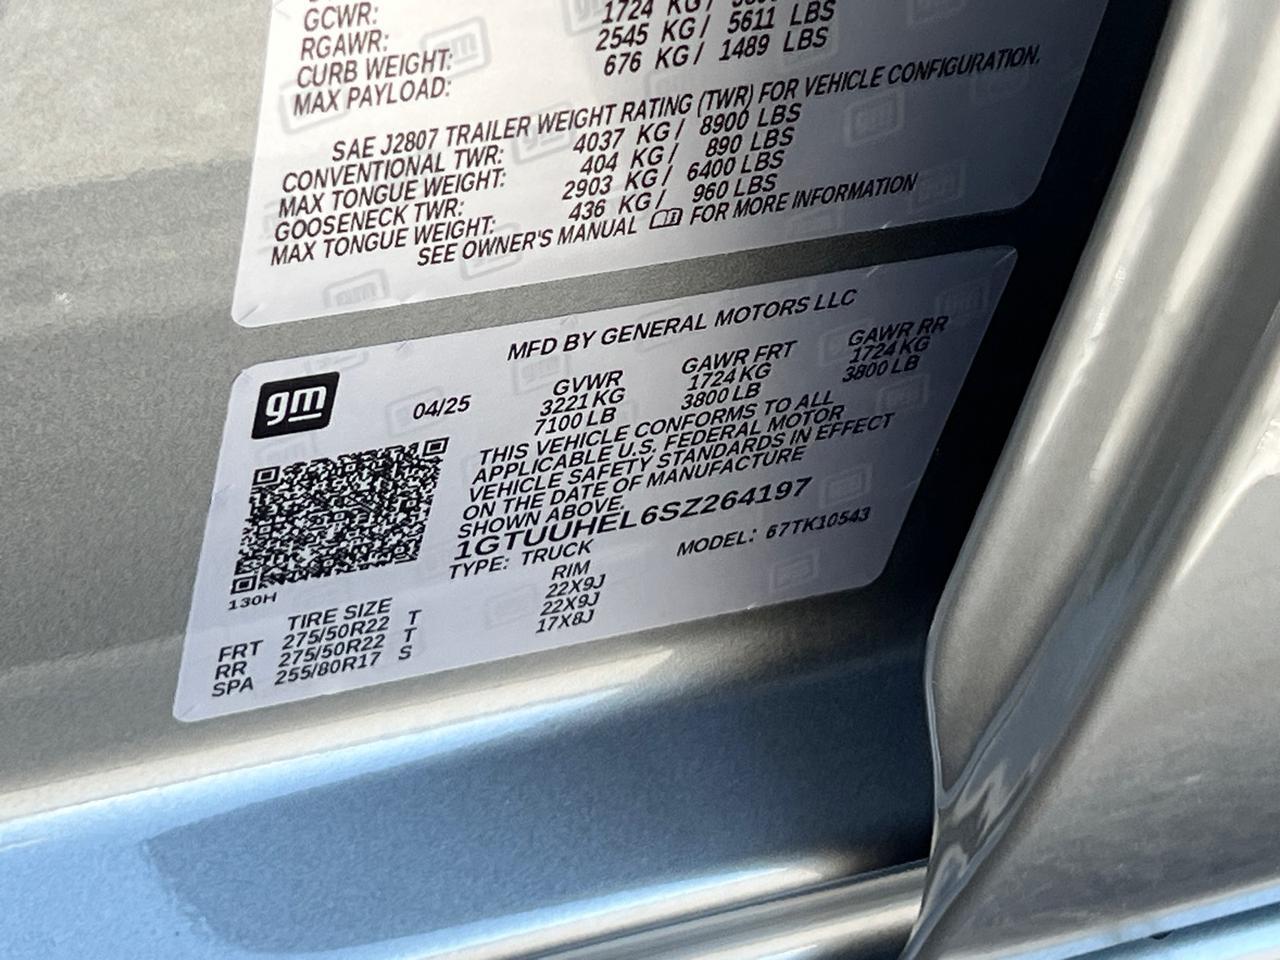 GCWR:
RGAWR: 1724 KG/
CURB WEIGHT: 2545 KG/ 5611 LBS
MAX PAYLOAD: 676 KG/ 1489 LBS
SAE J2807 TRAILER WEIGHT RATING (TWR) FOR VEHICLE CONFIGURATION.
CONVENTIONAL TWR: 4037 KG/ 8900 LBS
MAX TONGUE WEIGHT: 404 KG/ 890 LBS
GOOSENECK TWR: 2903 KG/ 6400 LBS
MAX TONGUE WEIGHT: 436 KG/ 960 LBS
SEE OWNER'S MANUAL FOR MORE INFORMATION
MFD BY GENERAL MOTORS LLC
gm 04/25
GVWR GAWR FRT GAWR RR
3221 KG 1724 KG 1724 KG
7100 LB 3800 LB 3800 LB
THIS VEHICLE CONFORMS TO ALL
APPLICABLE U.S. FEDERAL MOTOR
VEHICLE SAFETY STANDARDS IN EFFECT
ON THE DATE OF MANUFACTURE
SHOWN ABOVE.
1GTUUHEL6SZ264197
TYPE: TRUCK MODEL: 67TK10543
130H
TIRE SIZE RIM
FRT 275/50R22 T 22X9J
RR 275/50R22 T 22X9J
SPA 255/80R17 S 17X8J